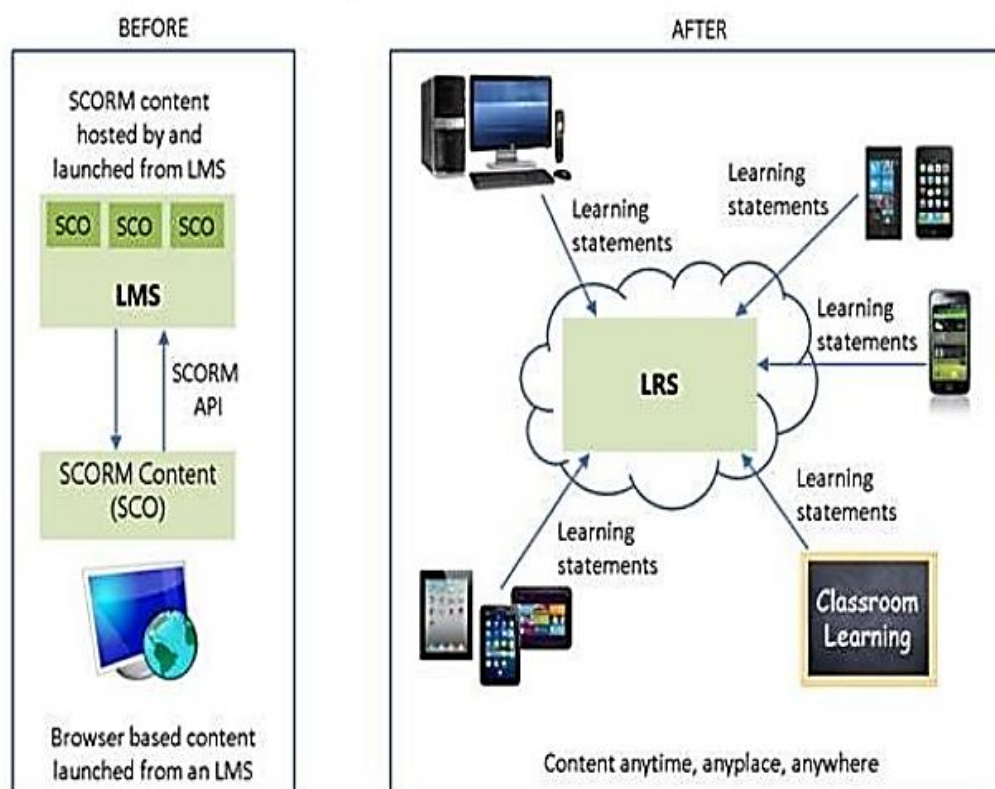 BEFORE
SCORM content
hosted by and
launched from LMS
SCO SCO SCO
LMS
SCORM
API
SCORM Content
(SCO)
Browser based content
launched from an LMS
AFTER
Learning
statements
Learning
statements
Learning
statements
LRS
Learning
statements
Learning
statements
Classroom
Learning
Content anytime, anyplace, anywhere